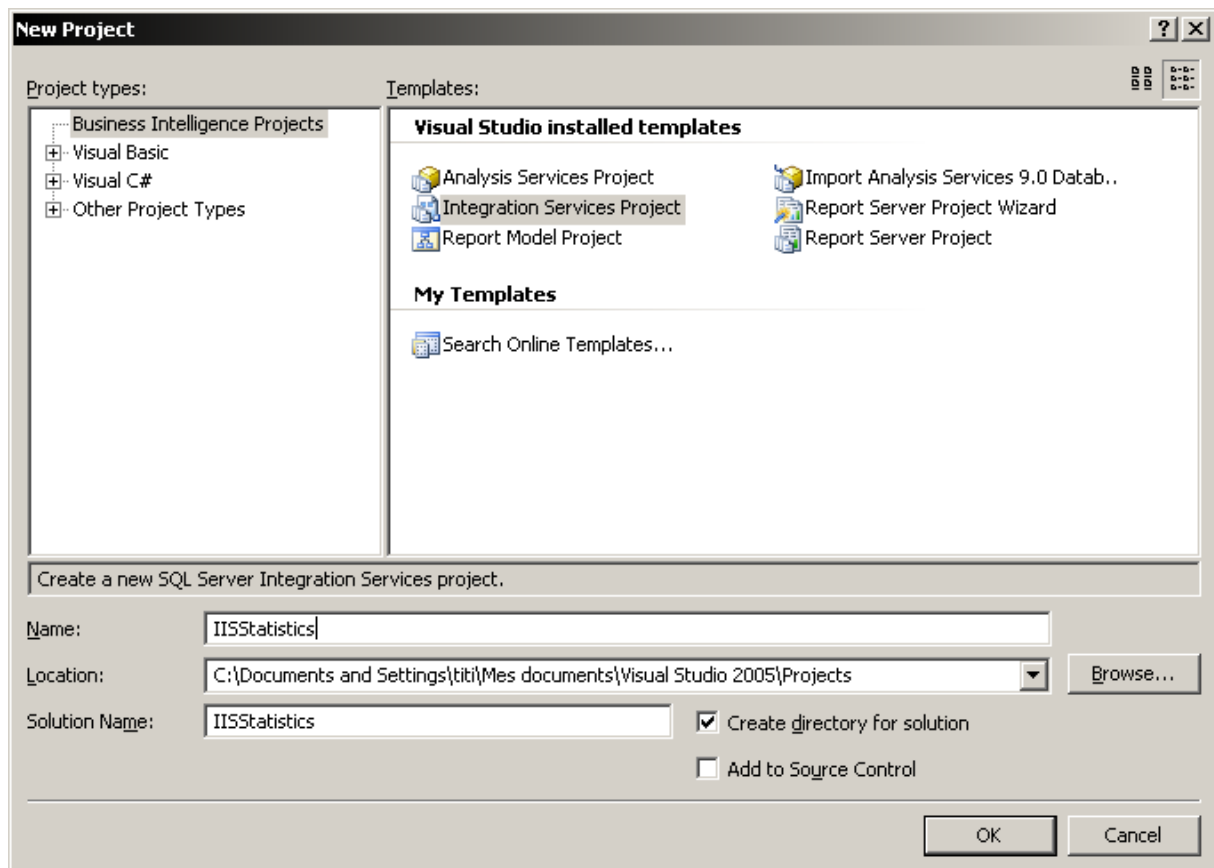 New Project
Project types:
Templates:
Business Intelligence Projects
Visual Basic
Visual C#
Other Project Types
Visual Studio installed templates
Analysis Services Project
Import Analysis Services 9.0 Datab..
Integration Services Project
Report Server Project Wizard
Report Model Project
Report Server Project
My Templates
Search Online Templates...
Create a new SQL Server Integration Services project.
Name:
IISStatistics
Location:
C:\Documents and Settings\titi\Mes documents\Visual Studio 2005\Projects
Browse...
Solution Name:
IISStatistics
Create directory for solution
Add to Source Control
OK
Cancel